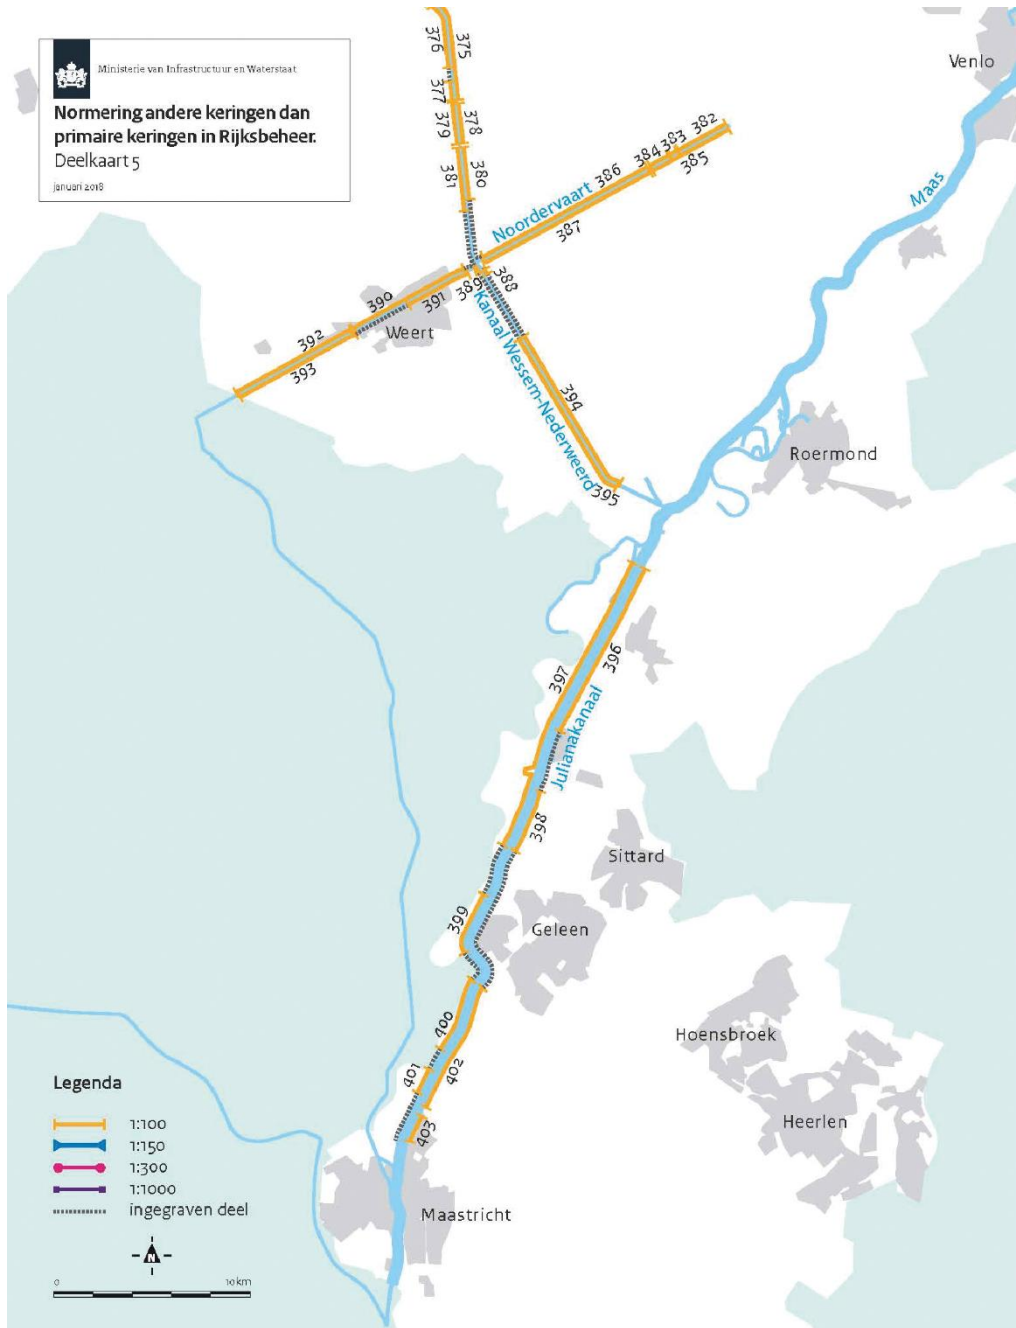 Ministerie van Infrastructuur en Waterstaat
Normering andere keringen dan
primaire keringen in Rijksbeheer.
Deelkaart 5
januari 2018
376
375
377
378
379
380
381
382
383
384
385
386
387
Noordervaart
Venlo
Maas
388
389
390
391
Weert
392
393
Kanaal Wessem-Nederweerd
394
395
Roermond
396
397
Julianakanaal
398
Sittard
399
Geleen
400
401
402
403
Hoensbroek
Heerlen
Maastricht
Legenda
1:100
1:150
1:300
1:1000
ingegraven deel
N
0 10 km